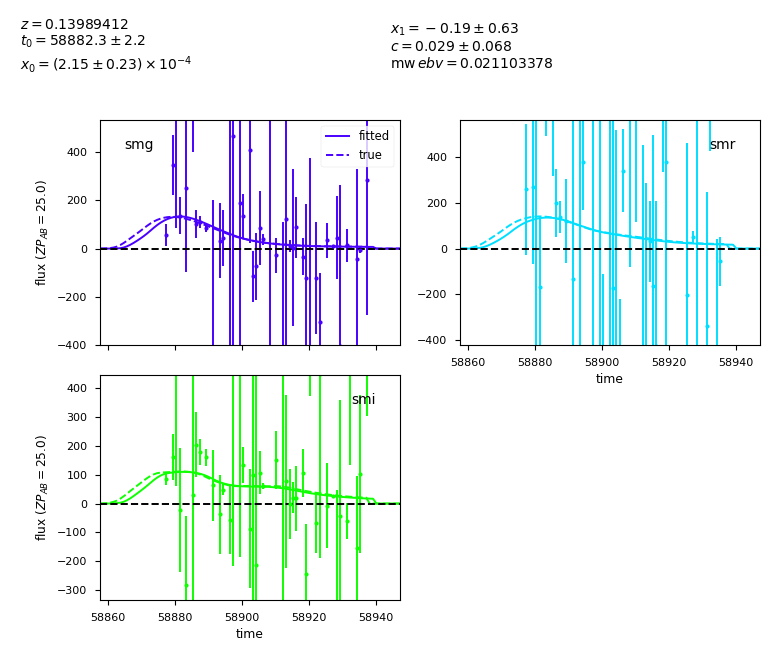 z = 0.13989412
t₀ = 58882.3 ± 2.2
x₀ = (2.15 ± 0.23) × 10⁻⁴
x₁ = −0.19 ± 0.63
c = 0.029 ± 0.068
mwebv = 0.021103378
smg
fitted
true
400
200
0
−200
−400
flux (ZP_AB = 25.0)
smr
400
200
0
−200
−400
58860 58880 58900 58920 58940
time
smi
400
300
200
100
0
−100
−200
−300
flux (ZP_AB = 25.0)
58860 58880 58900 58920 58940
time